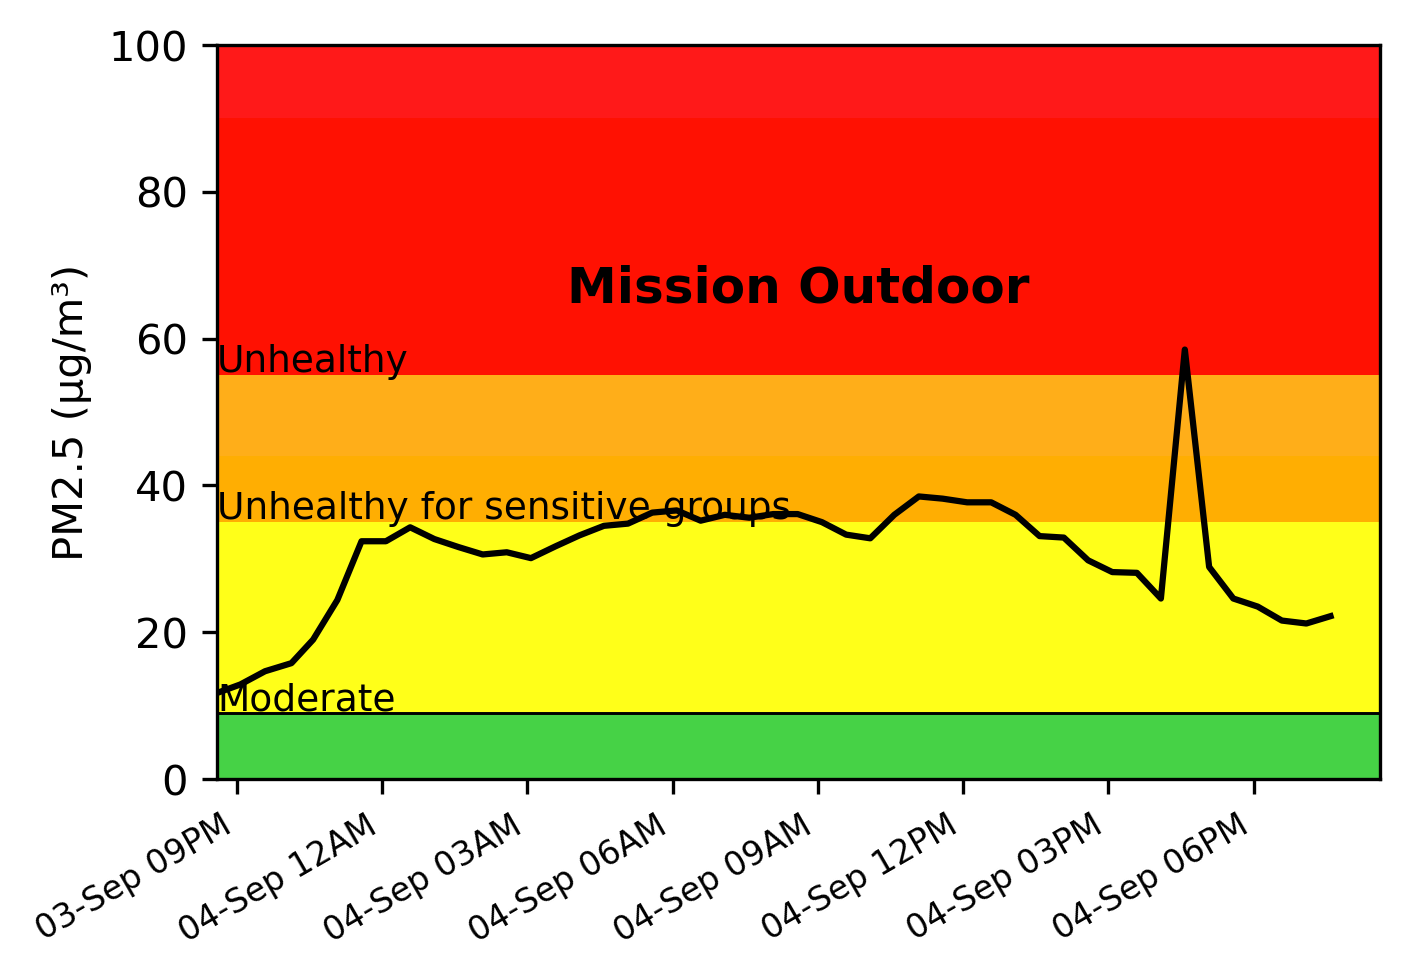 100
80
60
40
20
0
PM2.5 (µg/m³)
Mission Outdoor
Unhealthy
Unhealthy for sensitive groups
Moderate
03-Sep 09PM
04-Sep 12AM
04-Sep 03AM
04-Sep 06AM
04-Sep 09AM
04-Sep 12PM
04-Sep 03PM
04-Sep 06PM